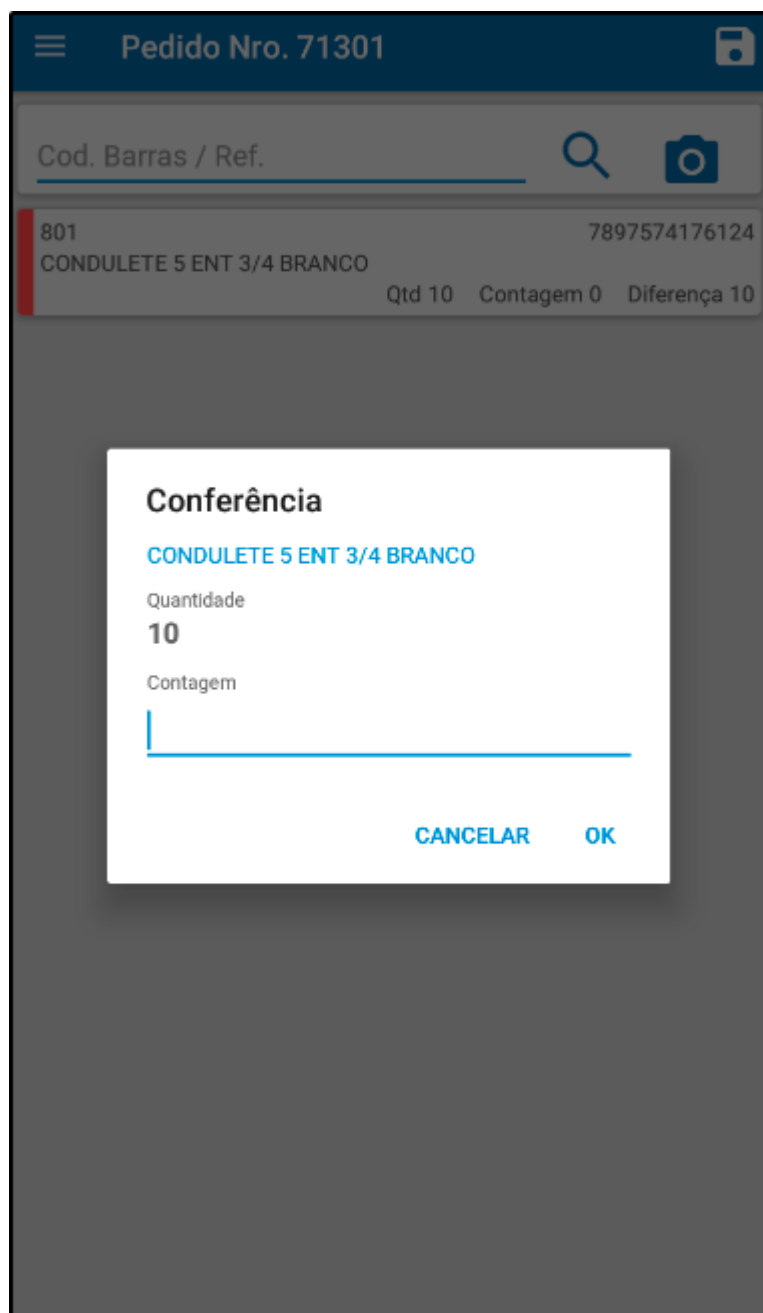 Pedido Nro. 71301
Cod. Barras / Ref.
801 7897574176124
CONDULETE 5 ENT 3/4 BRANCO
Qtd 10 Contagem 0 Diferença 10
Conferência
CONDULETE 5 ENT 3/4 BRANCO
Quantidade
10
Contagem
CANCELAR OK